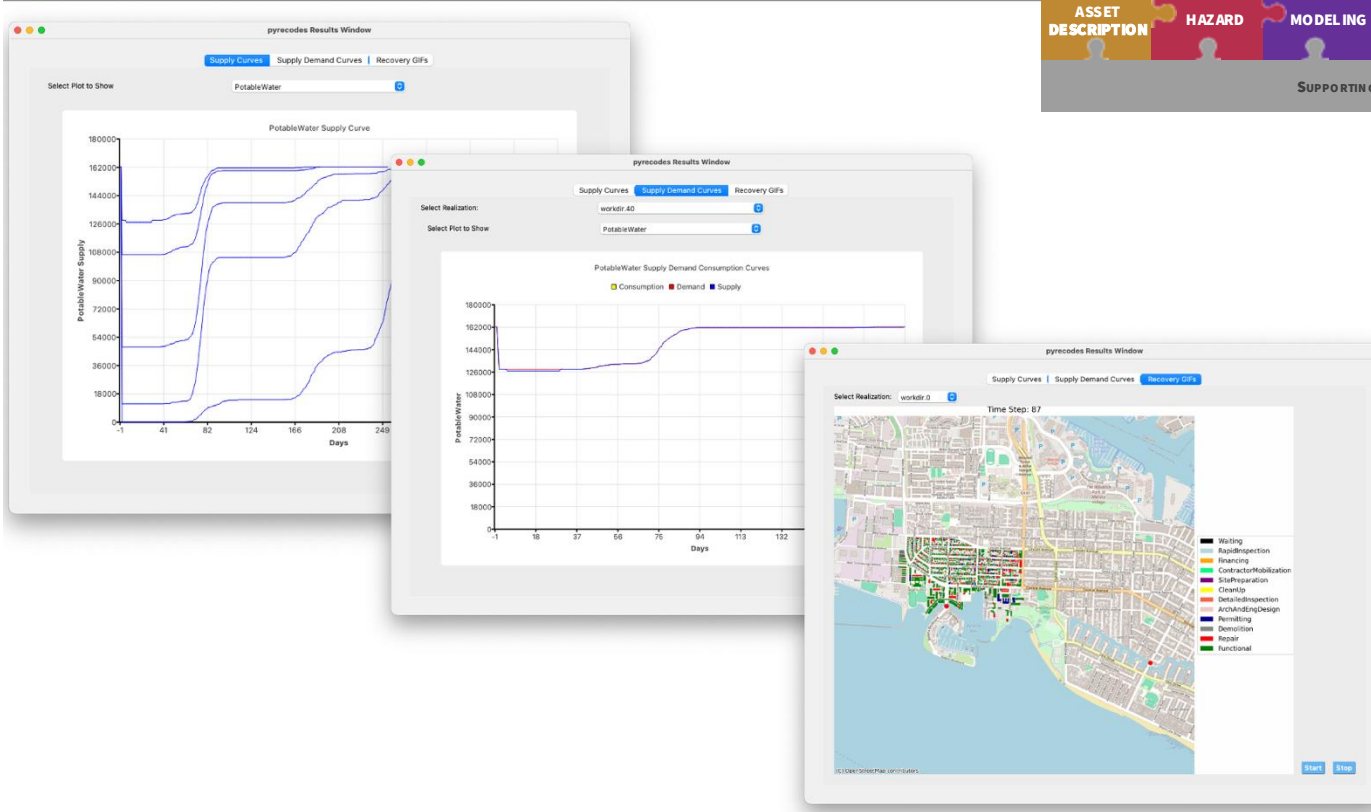 ASSET
DESCRIPTION
HAZARD
MODELING
SUPPORTING
pyrecodes Results Window
Supply Curves
Supply Demand Curves
Recovery GIFs
Select Plot to Show
PotableWater
PotableWater Supply Curve
PotableWater Supply
180000
162000
144000
126000
108000
90000
72000
54000
36000
18000
0
-1
41
82
124
166
208
249
Days
pyrecodes Results Window
Supply Curves
Supply Demand Curves
Recovery GIFs
Select Realization:
workdir.40
Select Plot to Show
PotableWater
PotableWater Supply Demand Consumption Curves
Consumption
Demand
Supply
PotableWater
180000
162000
144000
126000
108000
90000
72000
54000
36000
18000
0
-1
18
37
56
75
94
113
132
Days
pyrecodes Results Window
Supply Curves
Supply Demand Curves
Recovery GIFs
Select Realization:
workdir.0
Time Step: 87
Waiting
RapidInspection
Financing
ContractorMobilization
SitePreparation
CleanUp
DetailedInspection
ArchAndEngDesign
Permitting
Demolition
Repair
Functional
(C) OpenStreetMap contributors
Start
Stop